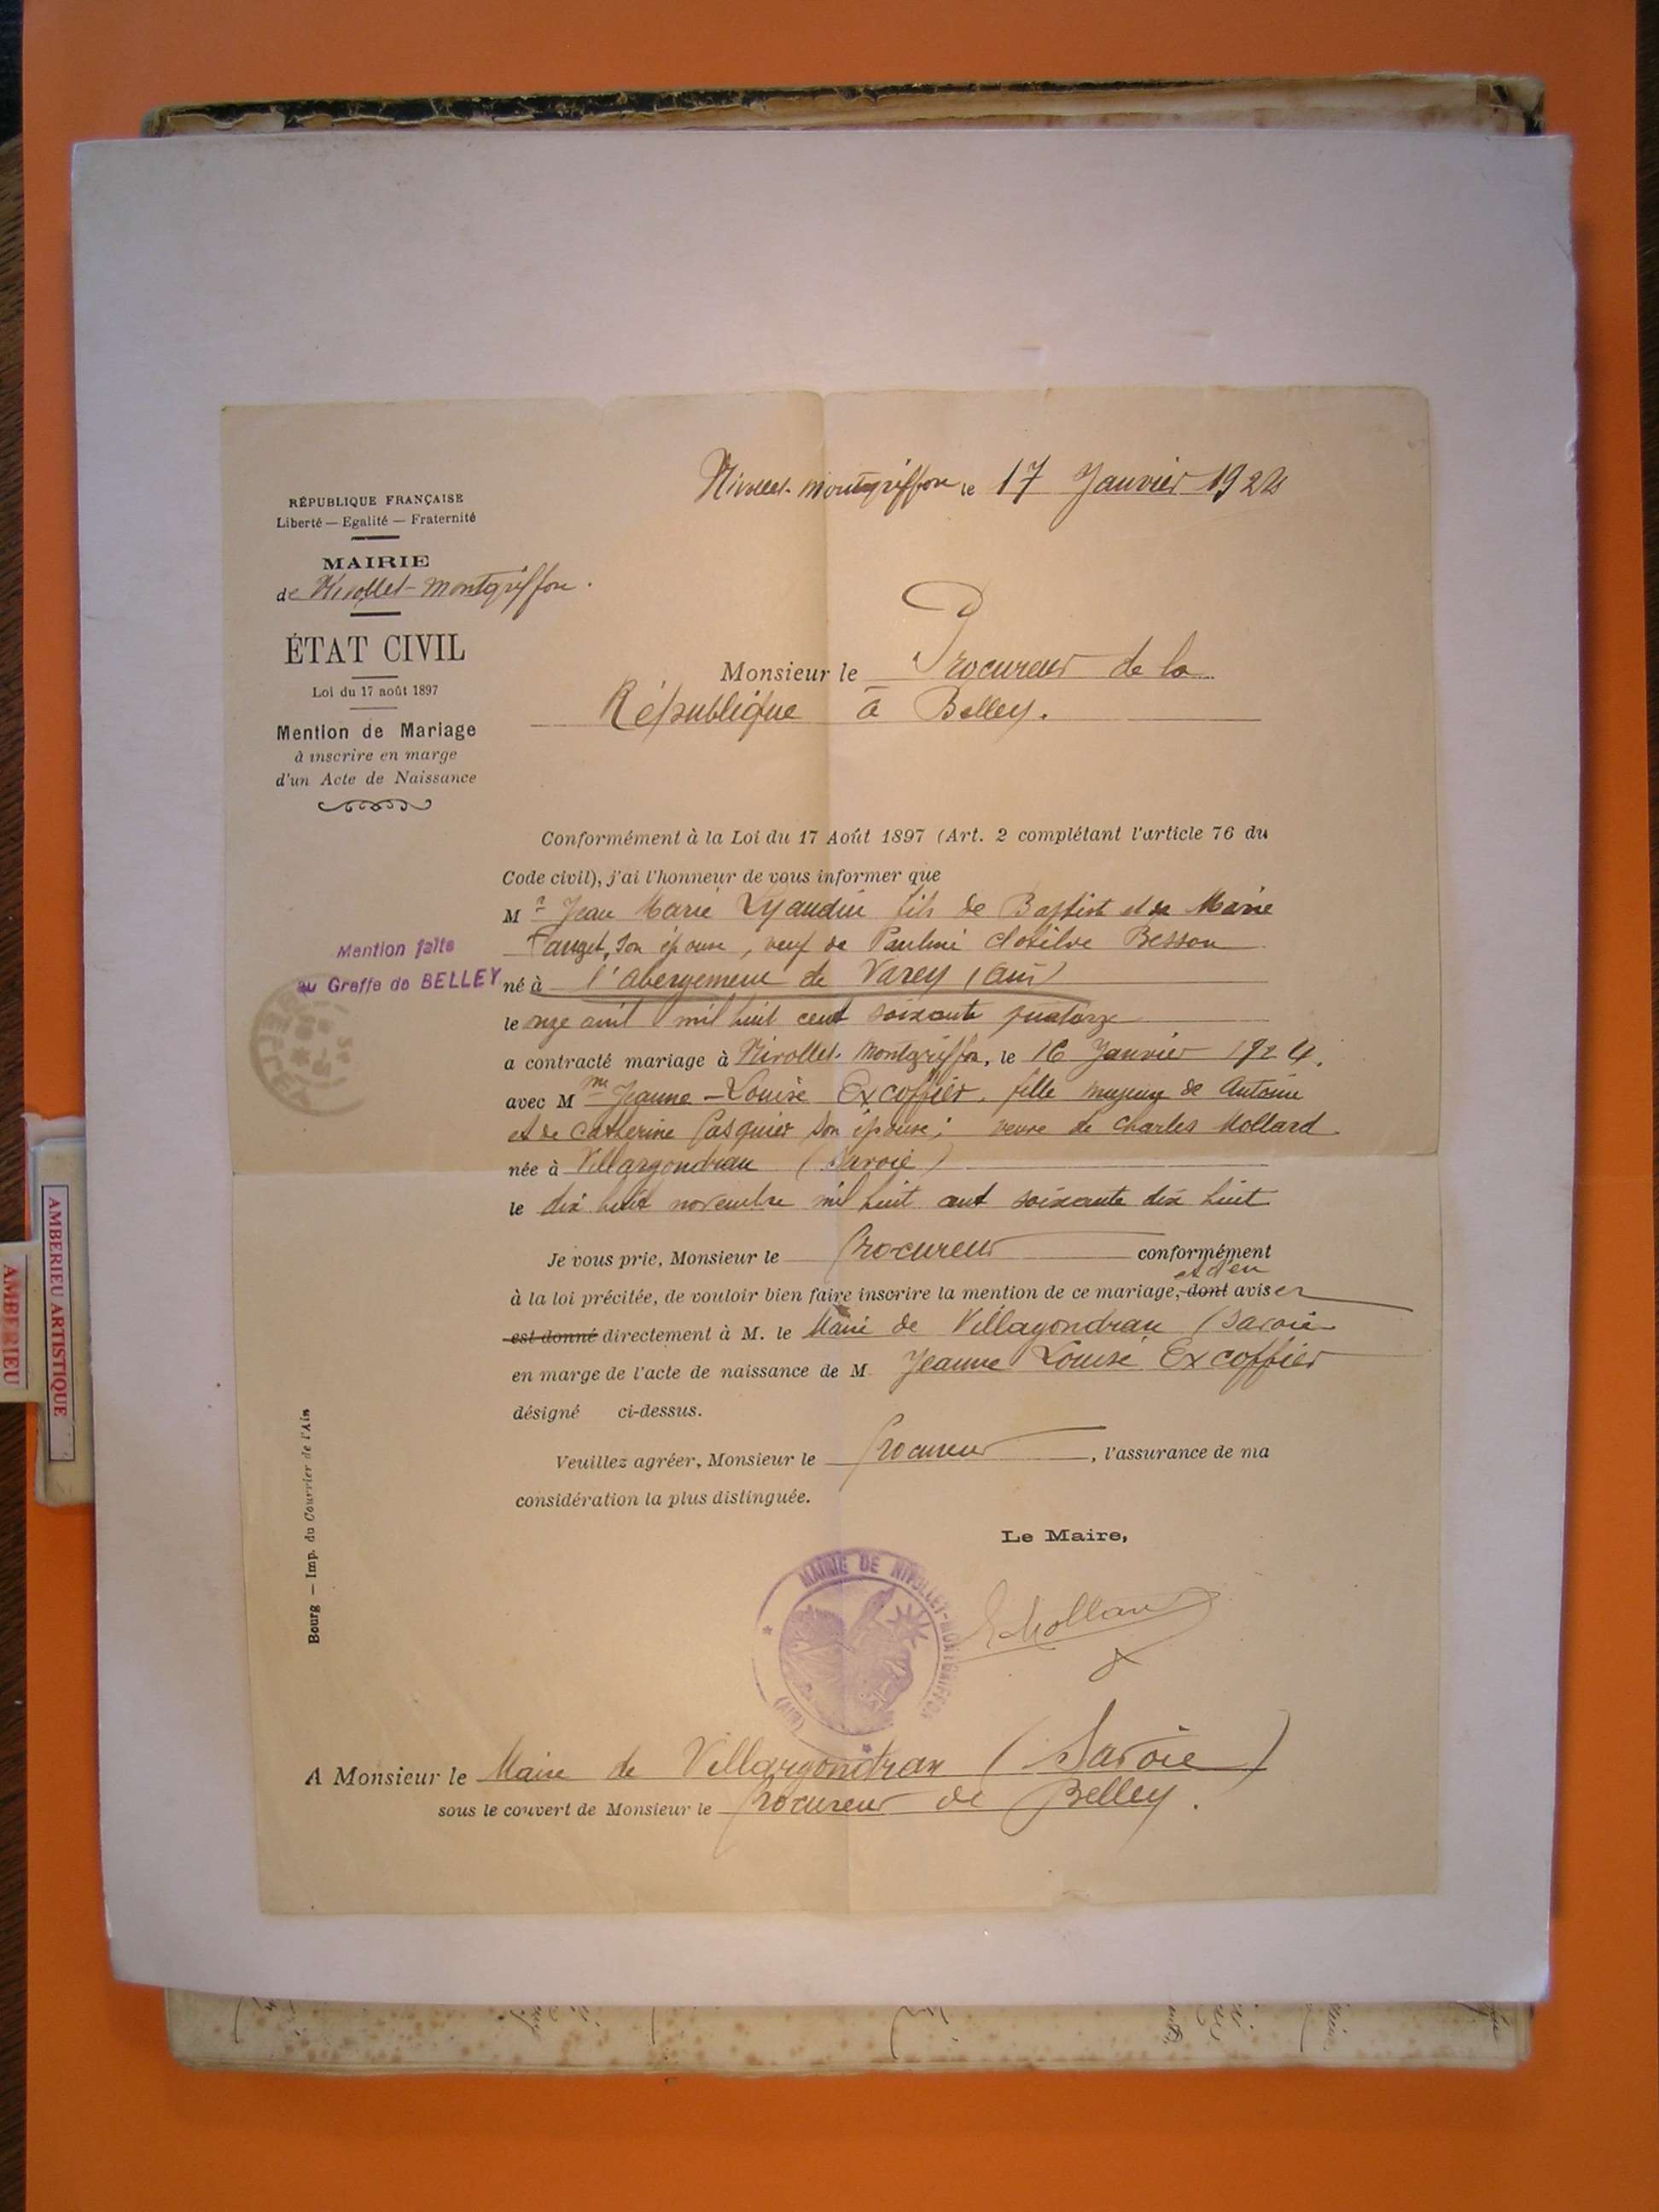 Nivollet-Montgriffon le 17 Janvier 1924
RÉPUBLIQUE FRANÇAISE
Liberté — Egalité — Fraternité
MAIRIE
de Nivollet-Montgriffon.
ÉTAT CIVIL
Loi du 17 août 1897
Mention de Mariage
à inscrire en marge
d'un Acte de Naissance
Monsieur le Procureur de la
République à Belley.
Conformément à la Loi du 17 Août 1897 (Art. 2 complétant l'article 76 du
Code civil), j'ai l'honneur de vous informer que
Mr Jean Marie Lyaudin fils de Baptist et de Marie
Tanget, son épouse, veuf de Pauline Clotilde Besson
Mention faite
au Greffe de BELLEY
né à l'abergement de Varey (ain)
le onze avril mil huit cent soixante quatorze
a contracté mariage à Nivollet-Montgriffon, le 16 Janvier 1924.
avec Mme Jeanne-Louise Excoffier, fille majeure de Antoine
et de Catherine Pasquier son épouse; veuve de Charles Mollard
née à Villargondran (Savoie)
le dix huit novembre mil huit cent soixante dix huit
Je vous prie, Monsieur le Procureur conformément
et d'en
à la loi précitée, de vouloir bien faire inscrire la mention de ce mariage, dont aviser
est donné directement à M. le Maire de Villagondran (Savoie
en marge de l'acte de naissance de M Jeanne Louise Excoffier
désigné ci-dessus.
Veuillez agréer, Monsieur le Procureur, l'assurance de ma
considération la plus distinguée.
Le Maire,
MAIRIE DE NIVOLLET-MONTGRIFFON
(AIN)
Mollard
A Monsieur le Maire de Villargondran (Savoie)
sous le couvert de Monsieur le Procureur de Belley.
Bourg — Imp. du Courrier de l'Ain
AMBERIEU ARTISTIQUE
AMBERIEU